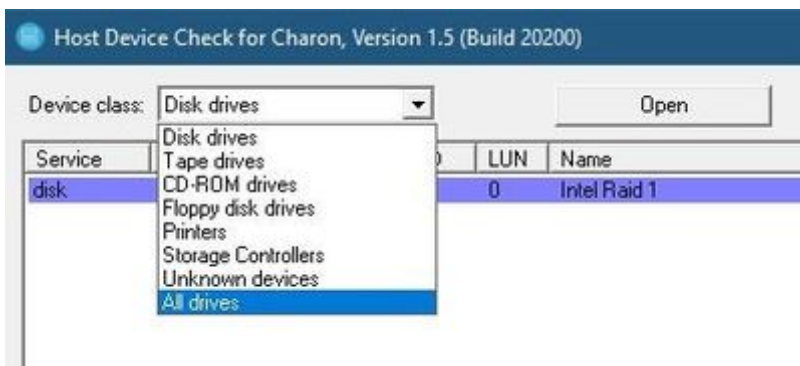 Host Device Check for Charon, Version 1.5 (Build 20200)
Device class: Disk drives Open
Service LUN Name
disk 0 Intel Raid 1
Disk drives
Tape drives
CD-ROM drives
Floppy disk drives
Printers
Storage Controllers
Unknown devices
All drives